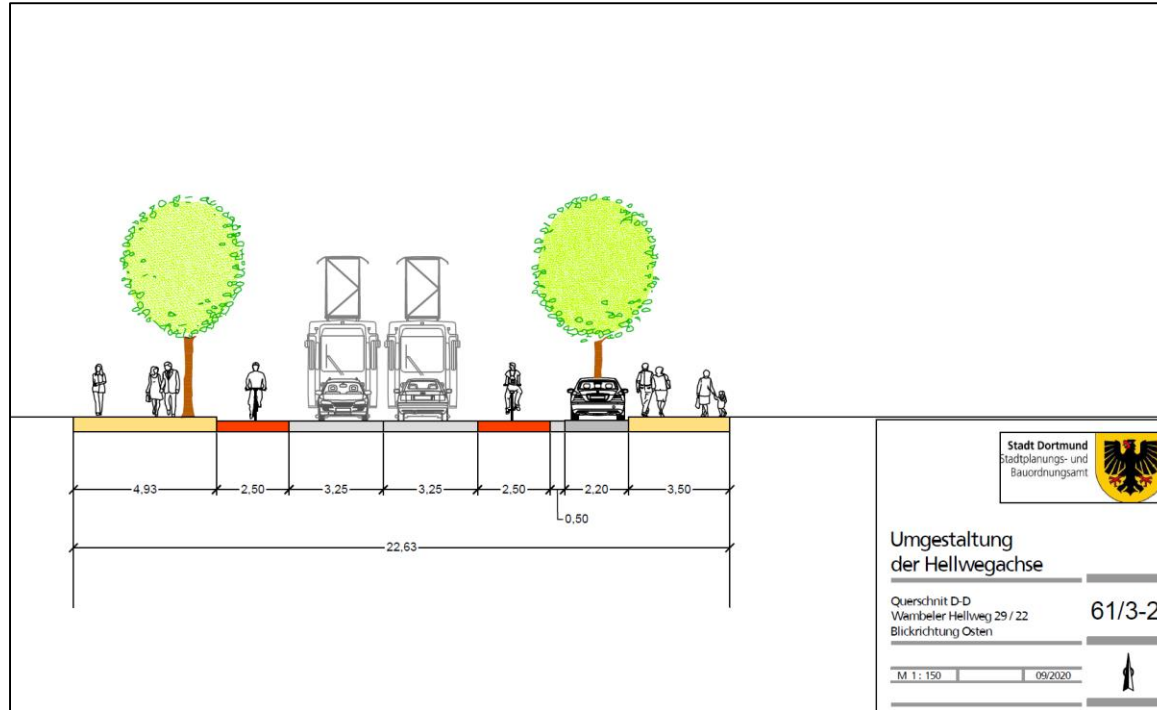 4,93
2,50
3,25
3,25
2,50
2,20
3,50
0,50
22,63
Stadt Dortmund
Stadtplanungs- und
Bauordnungsamt
Umgestaltung
der Hellwegachse
Querschnit D-D
Wambeler Hellweg 29 / 22
Blickrichtung Osten
61/3-2
M 1 : 150
09/2020